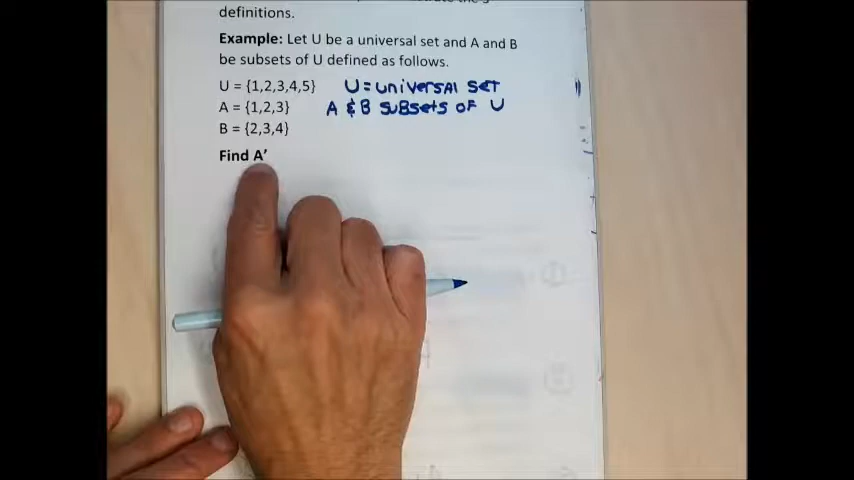 definitions.
Example: Let U be a universal set and A and B
be subsets of U defined as follows.
U = {1,2,3,4,5} U = universal set
A = {1,2,3} A & B subsets of U
B = {2,3,4}
Find A′